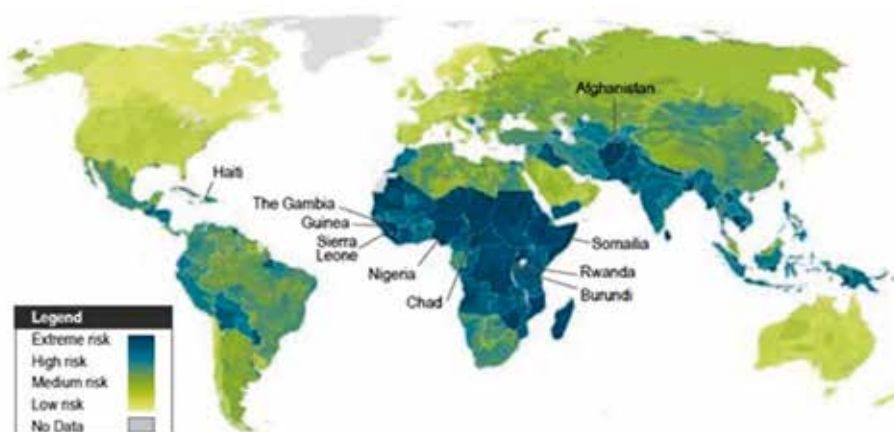 Afghanistan
Haiti
The Gambia
Guinea
Sierra
Leone
Nigeria
Chad
Somailia
Rwanda
Burundi
Legend
Extreme risk
High risk
Medium risk
Low risk
No Data